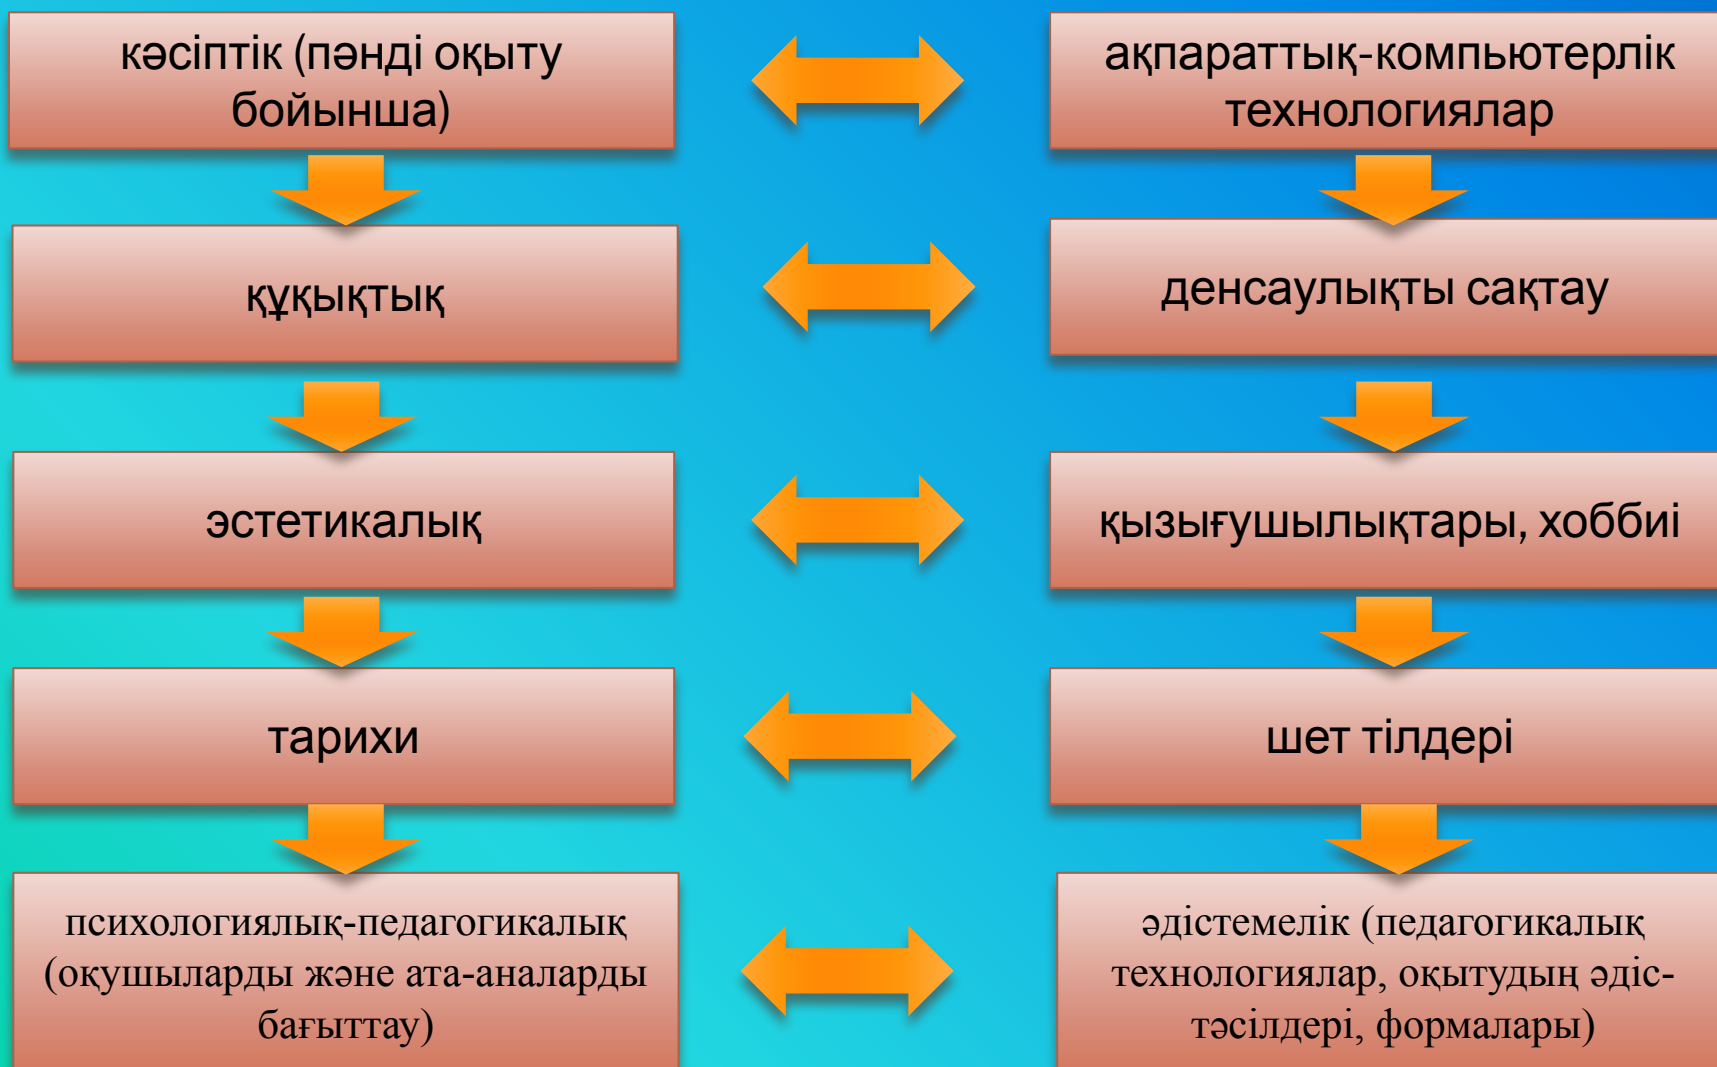 кәсіптік (пәнді оқыту
бойынша)
ақпараттық-компьютерлік
технологиялар
құқықтық
денсаулықты сақтау
эстетикалық
қызығушылықтары, хоббиі
тарихи
шет тілдері
психологиялық-педагогикалық
(оқушыларды және ата-аналарды
бағыттау)
әдістемелік (педагогикалық
технологиялар, оқытудың әдіс-
тәсілдері, формалары)